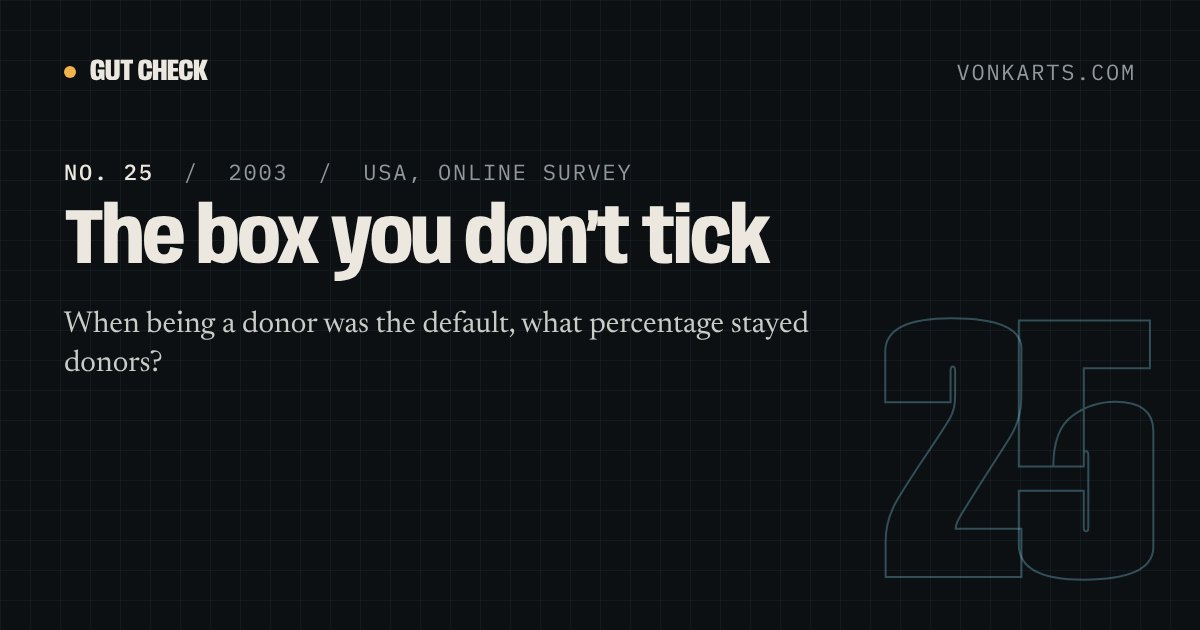 GUT CHECK
VONKARTS.COM
NO. 25 / 2003 / USA, ONLINE SURVEY
The box you don’t tick
When being a donor was the default, what percentage stayed
donors?
25